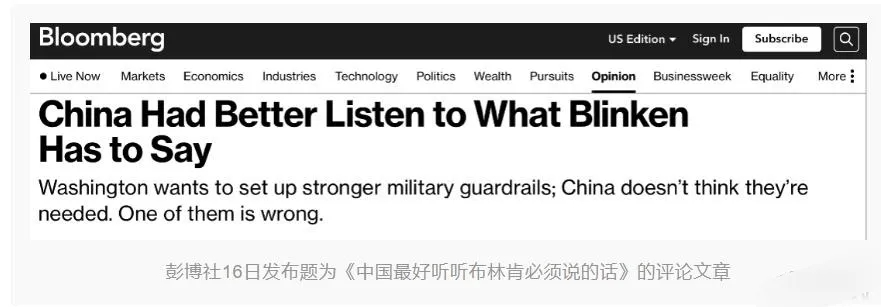 Bloomberg
US Edition
Sign In
Subscribe
Live Now
Markets
Economics
Industries
Technology
Politics
Wealth
Pursuits
Opinion
Businessweek
Equality
More
China Had Better Listen to What Blinken
Has to Say
Washington wants to set up stronger military guardrails; China doesn't think they're
needed. One of them is wrong.
彭博社16日发布题为《中国最好听听布林肯必须说的话》的评论文章